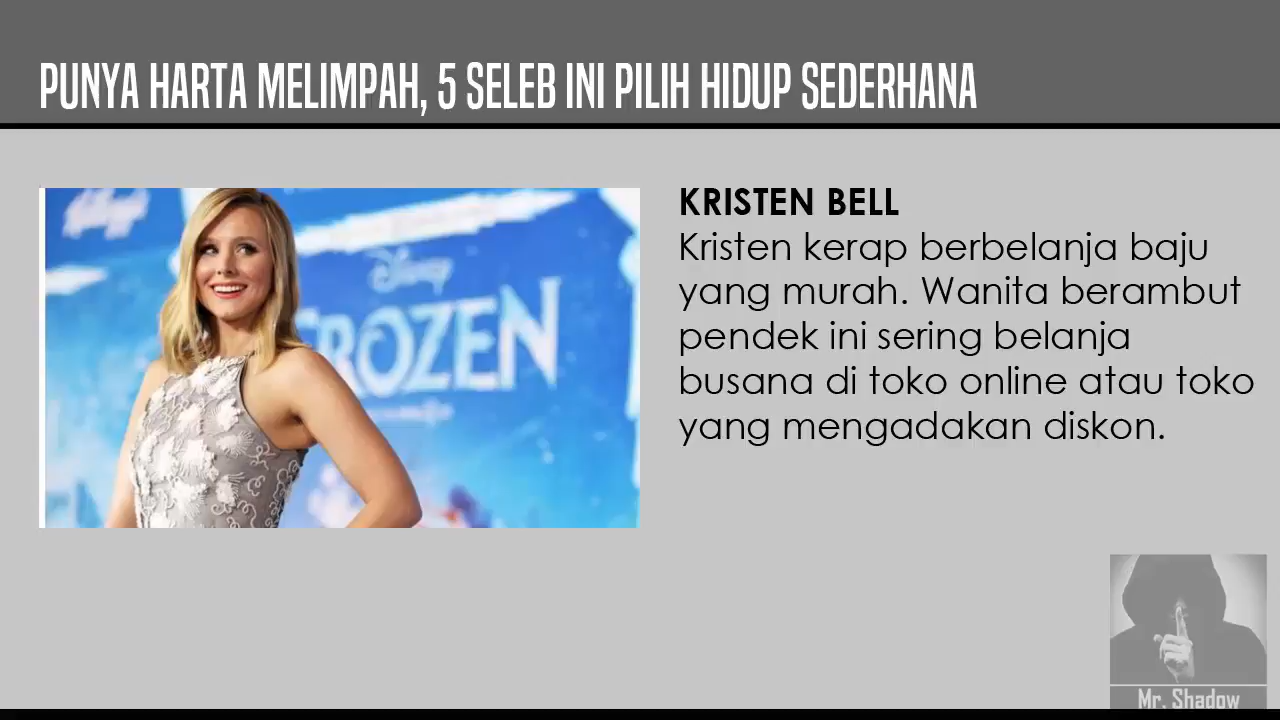 PUNYA HARTA MELIMPAH, 5 SELEB INI PILIH HIDUP SEDERHANA
KRISTEN BELL
Kristen kerap berbelanja baju
yang murah. Wanita berambut
pendek ini sering belanja
busana di toko online atau toko
yang mengadakan diskon.
Disney
FROZEN
Mr. Shadow